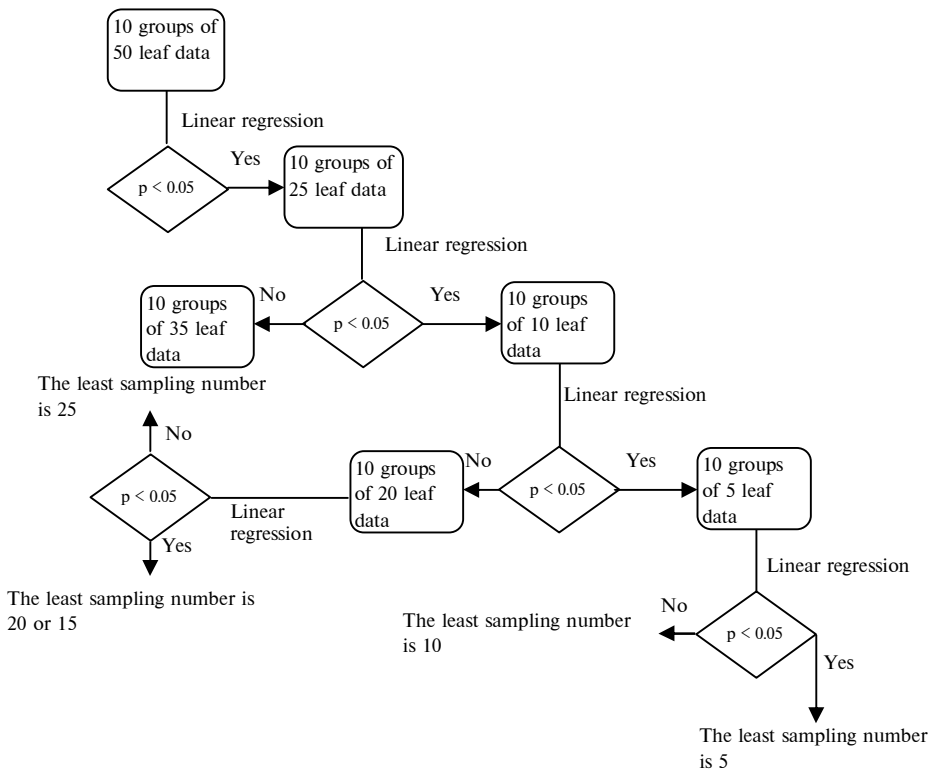 10 groups of
50 leaf data
Linear regression
Yes
p < 0.05
10 groups of
25 leaf data
Linear regression
No
Yes
10 groups
of 35 leaf
data
p < 0.05
10 groups
of 10 leaf
data
The least sampling number
is 25
Linear regression
No
10 groups
of 20 leaf
data
No
p < 0.05
Yes
10 groups
of 5 leaf
data
p < 0.05
Linear
regression
Yes
Linear regression
The least sampling number is
20 or 15
The least sampling number
is 10
No
p < 0.05
Yes
The least sampling number
is 5